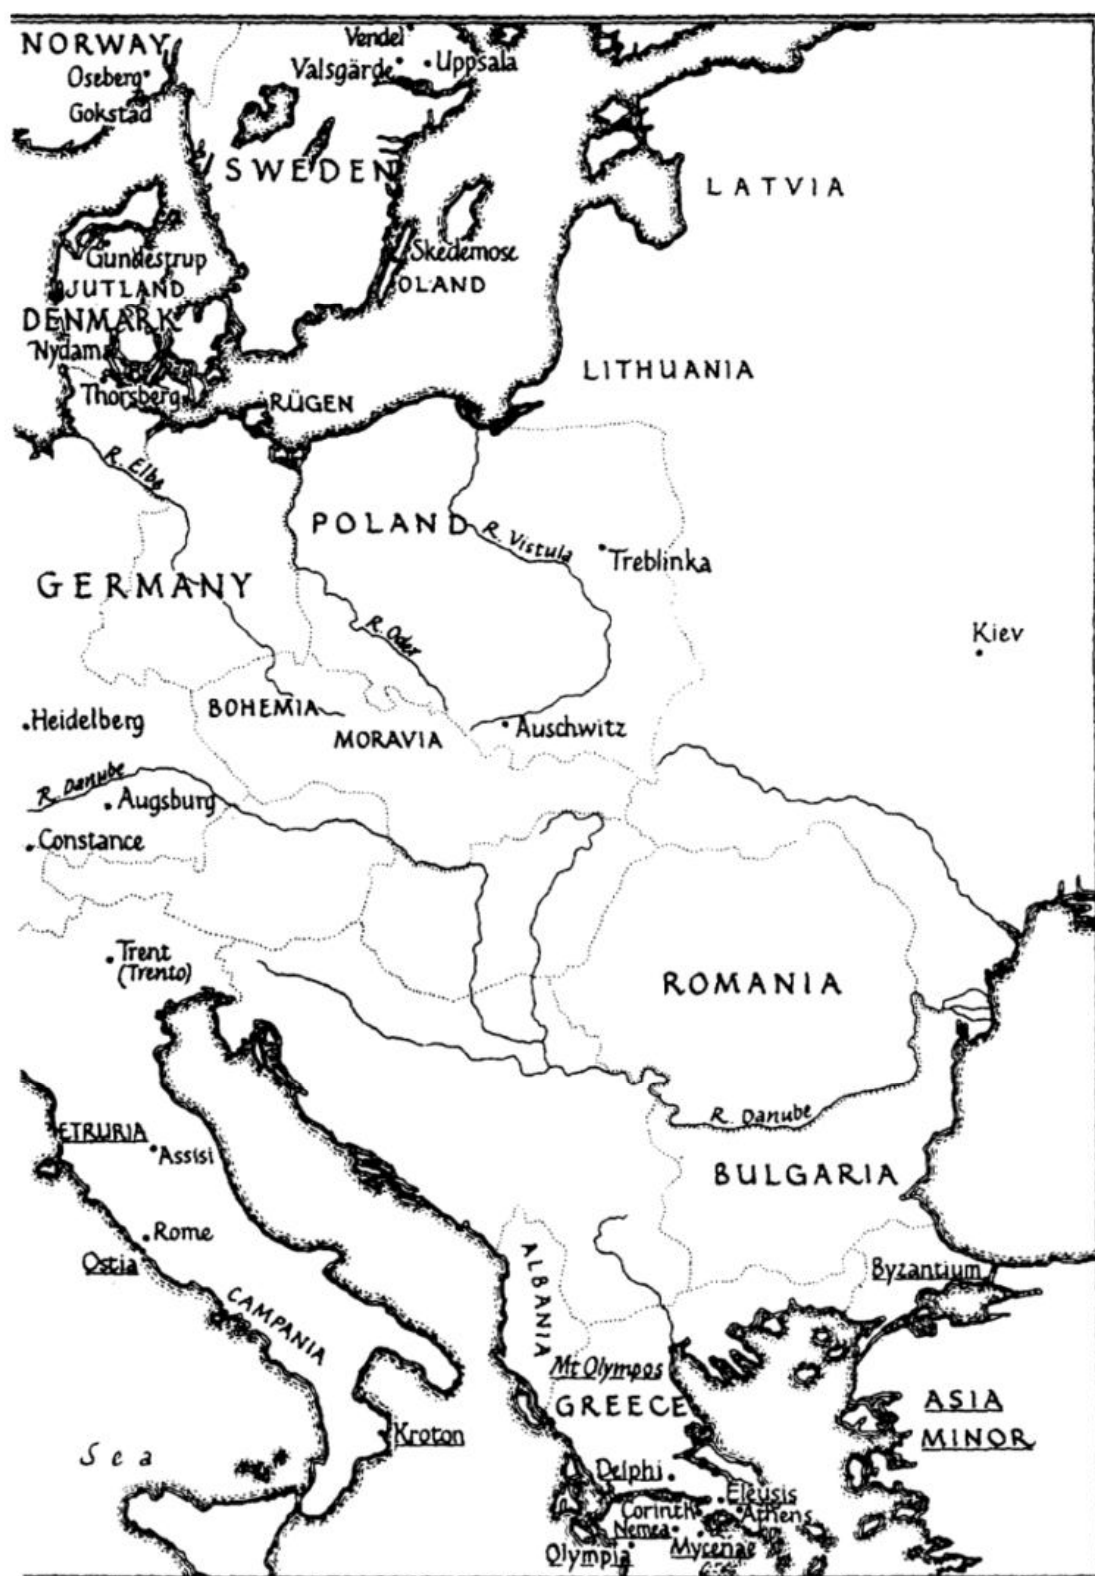 NORWAY
Oseberg
Gokstad
Vendel
Valsgärde
Uppsala
SWEDEN
LATVIA
Gundestrup
JUTLAND
DENMARK
Nydam
Thorsberg
Skedemose
OLAND
LITHUANIA
RÜGEN
R. Elbe
POLAND
R. Vistula
Treblinka
GERMANY
R. Oder
Kiev
BOHEMIA
MORAVIA
Auschwitz
Heidelberg
R. Danube
Augsburg
Constance
Trent
(Trento)
ROMANIA
R. Danube
ETRURIA
Assisi
BULGARIA
Rome
Ostia
CAMPANIA
ALBANIA
Byzantium
Mt Olympos
GREECE
ASIA
MINOR
Kroton
Sea
Delphi
Eleusis
Corinth
Athens
Nemea
Mycenae
Olympia